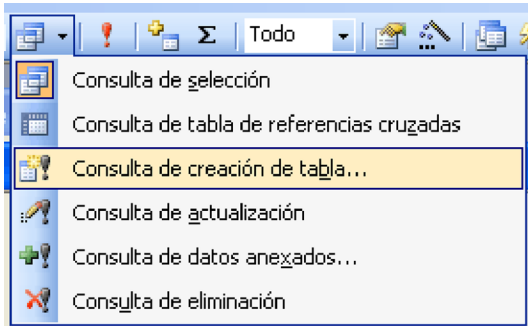 Σ Todo
Consulta de selección
Consulta de tabla de referencias cruzadas
Consulta de creación de tabla...
Consulta de actualización
Consulta de datos anexados...
Consulta de eliminación